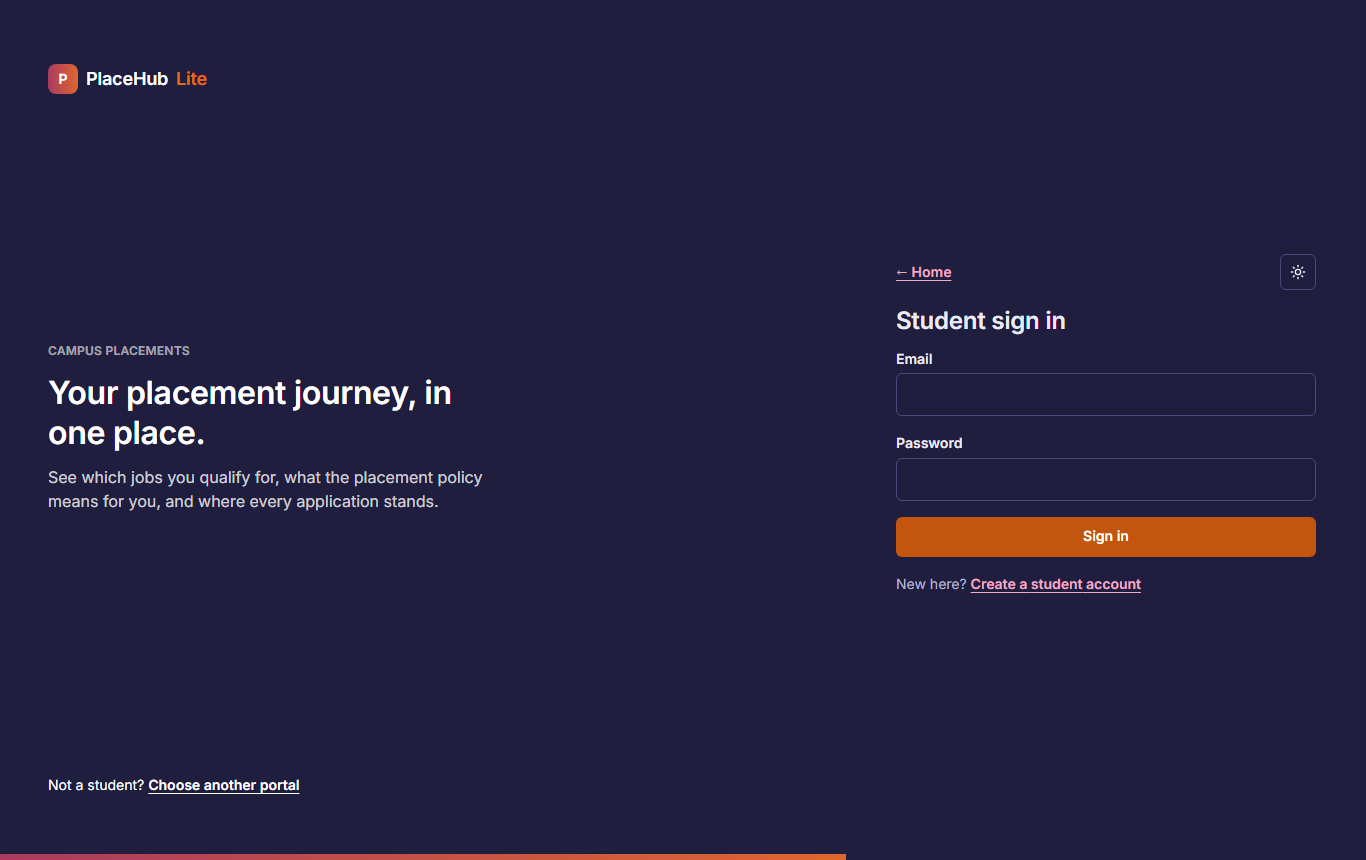 P PlaceHub Lite
CAMPUS PLACEMENTS
Your placement journey, in
one place.
See which jobs you qualify for, what the placement policy
means for you, and where every application stands.
Not a student? Choose another portal
← Home
Student sign in
Email
Password
Sign in
New here? Create a student account